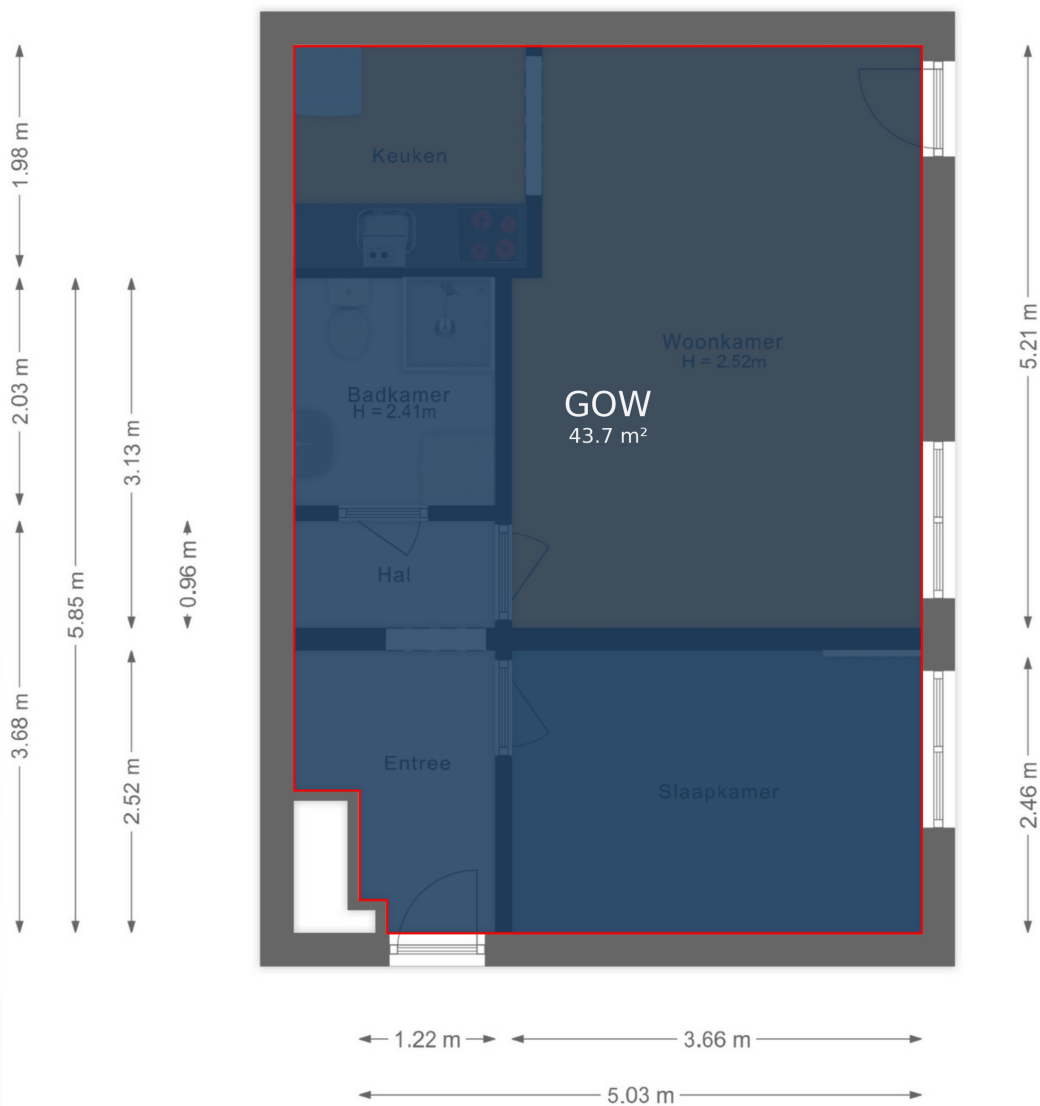 Keuken
1.98 m
Woonkamer
H = 2.52m
5.21 m
2.03 m
Badkamer
H = 2.41m
GOW
43.7 m²
3.13 m
0.96 m
Hal
5.85 m
3.68 m
2.52 m
Entree
Slaapkamer
2.46 m
1.22 m
3.66 m
5.03 m